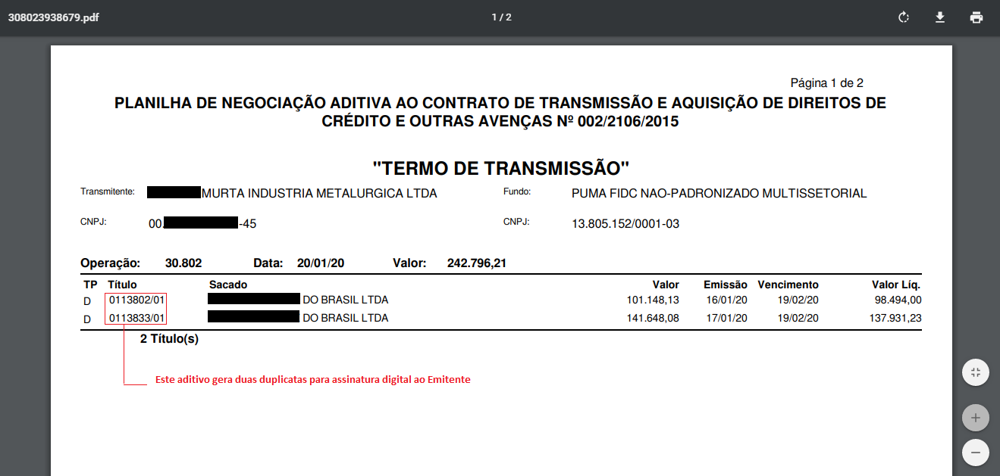 308023938679.pdf 1 / 2
Página 1 de 2
PLANILHA DE NEGOCIAÇÃO ADITIVA AO CONTRATO DE TRANSMISSÃO E AQUISIÇÃO DE DIREITOS DE
CRÉDITO E OUTRAS AVENÇAS Nº 002/2106/2015
"TERMO DE TRANSMISSÃO"
Transmitente: MURTA INDUSTRIA METALURGICA LTDA Fundo: PUMA FIDC NAO-PADRONIZADO MULTISSETORIAL
CNPJ: 00. -45 CNPJ: 13.805.152/0001-03
Operação: 30.802 Data: 20/01/20 Valor: 242.796,21
TP Título Sacado Valor Emissão Vencimento Valor Líq.
D 0113802/01 DO BRASIL LTDA 101.148,13 16/01/20 19/02/20 98.494,00
D 0113833/01 DO BRASIL LTDA 141.648,08 17/01/20 19/02/20 137.931,23
2 Título(s)
Este aditivo gera duas duplicatas para assinatura digital ao Emitente